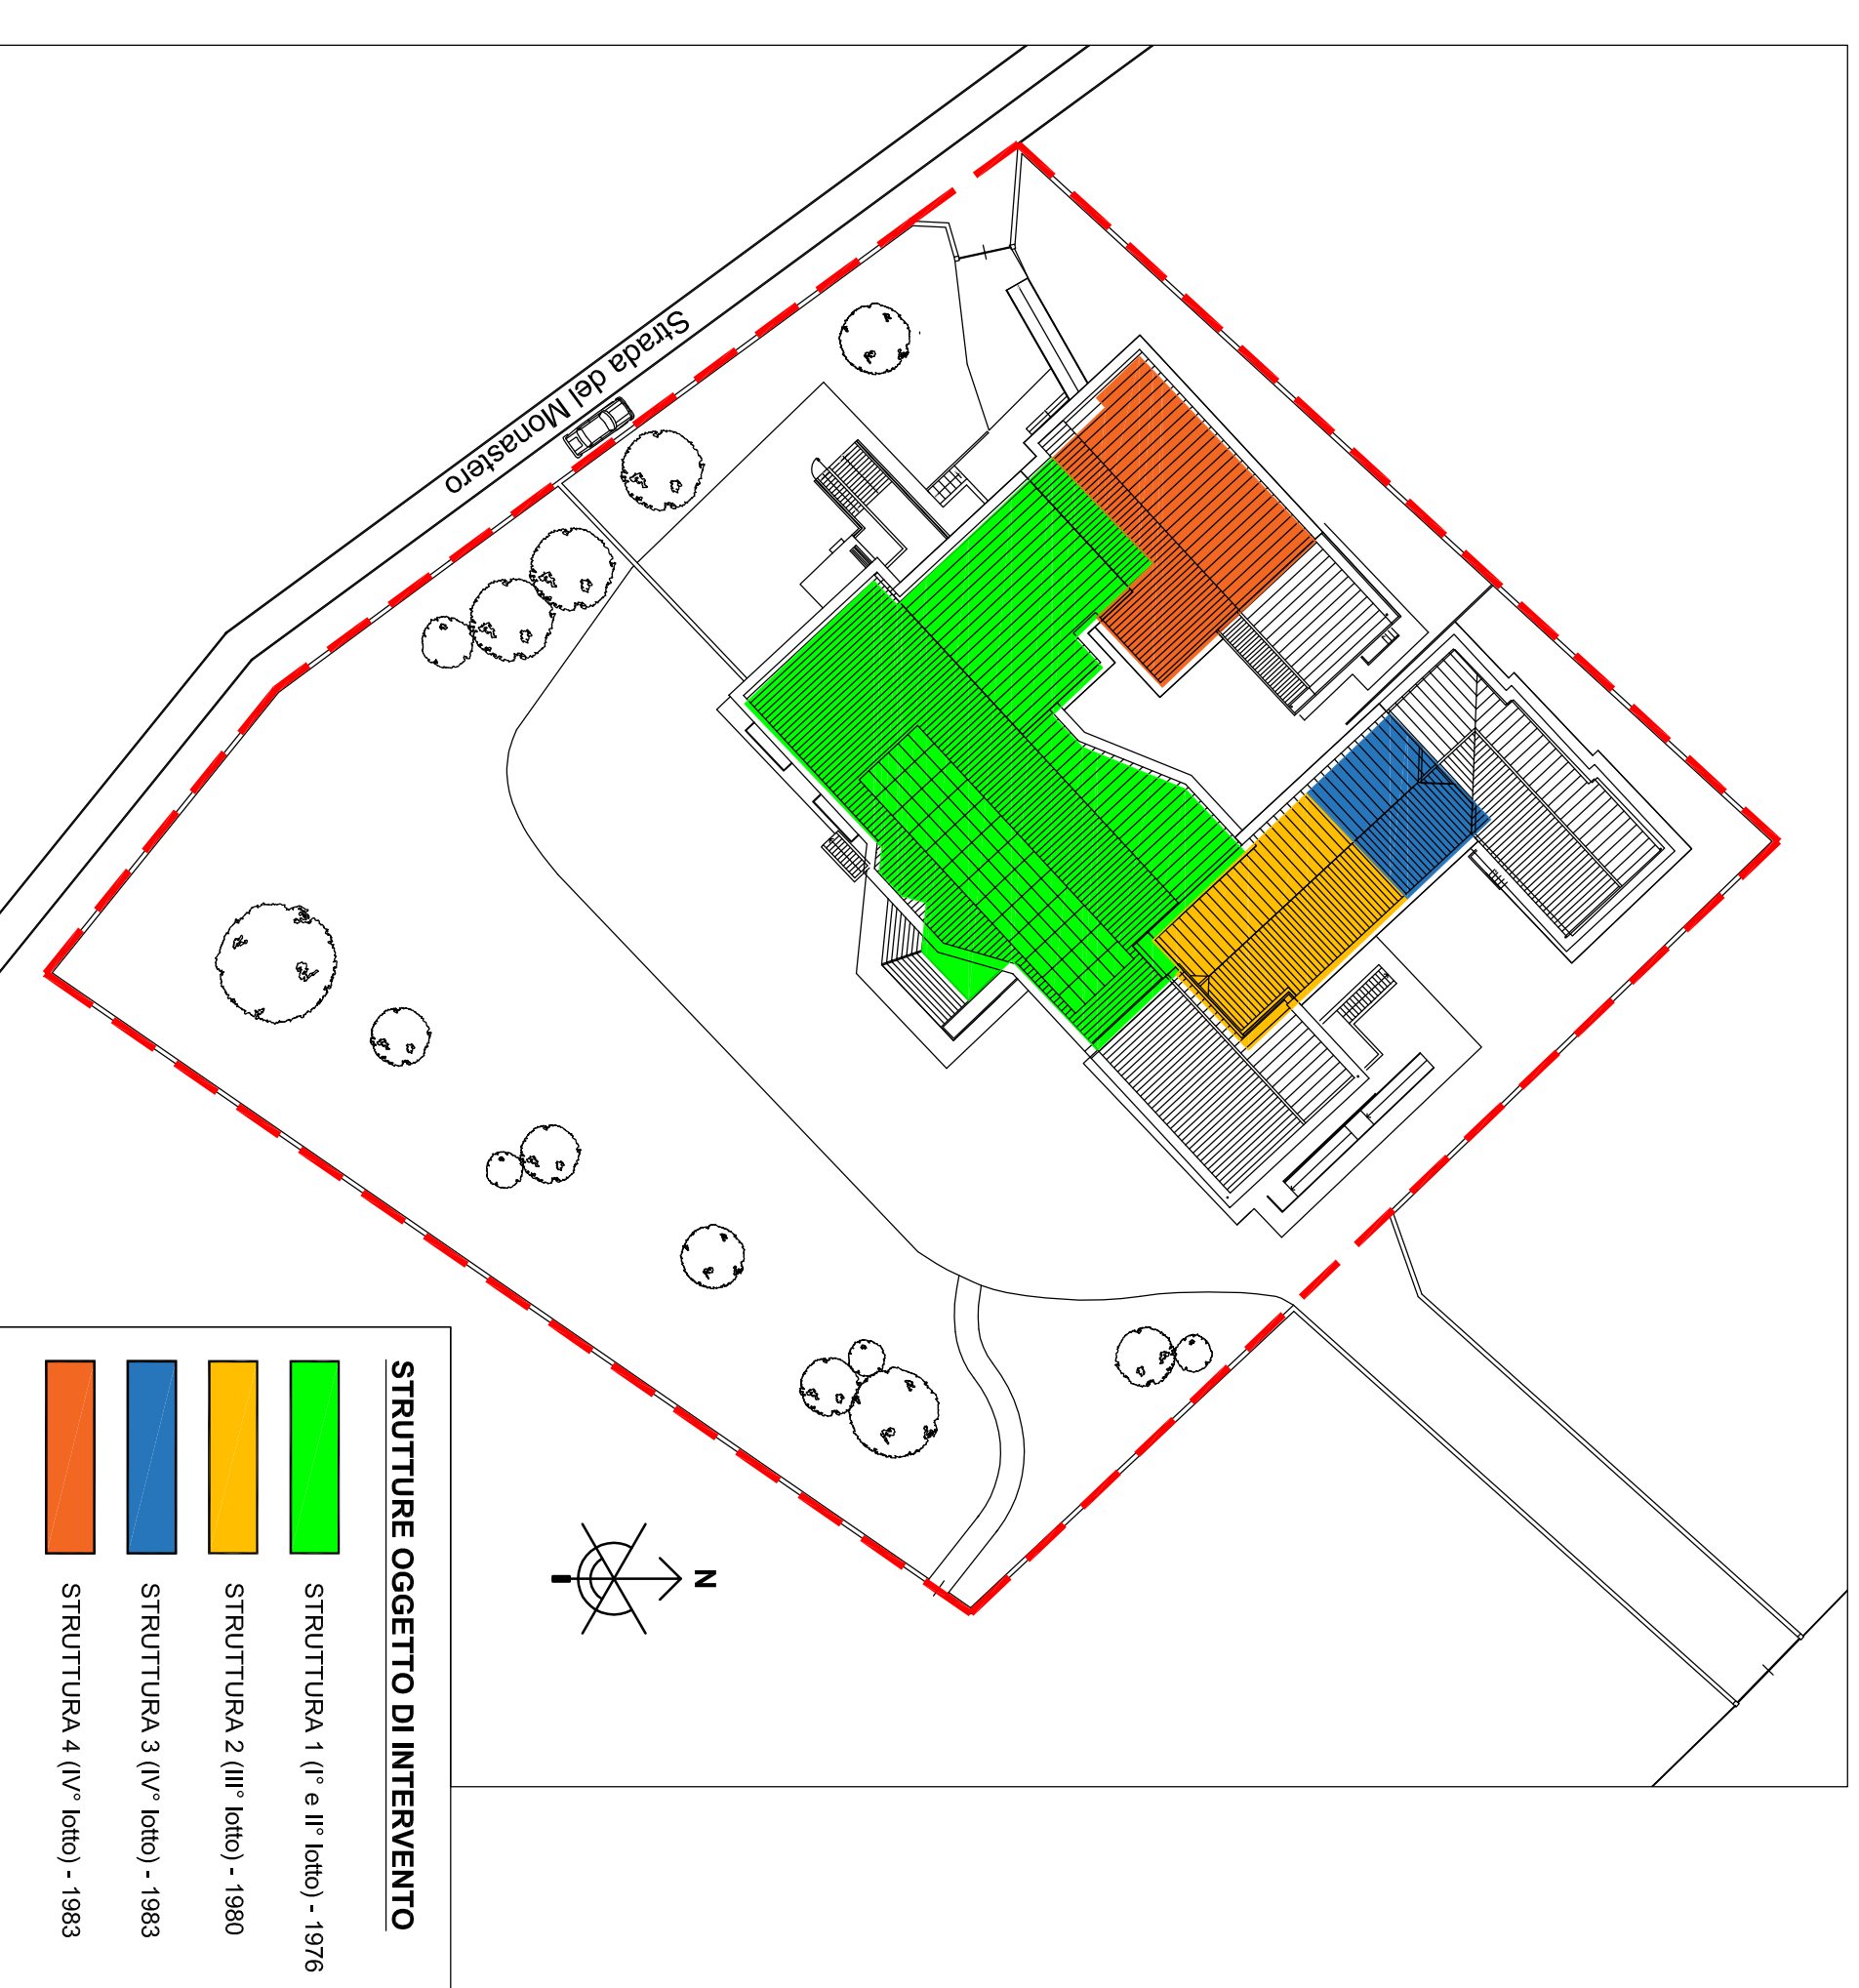 Strada del Monastero
N
STRUTTURE OGGETTO DI INTERVENTO
STRUTTURA 1 (I° e II° lotto) - 1976
STRUTTURA 2 (III° lotto) - 1980
STRUTTURA 3 (IV° lotto) - 1983
STRUTTURA 4 (IV° lotto) - 1983